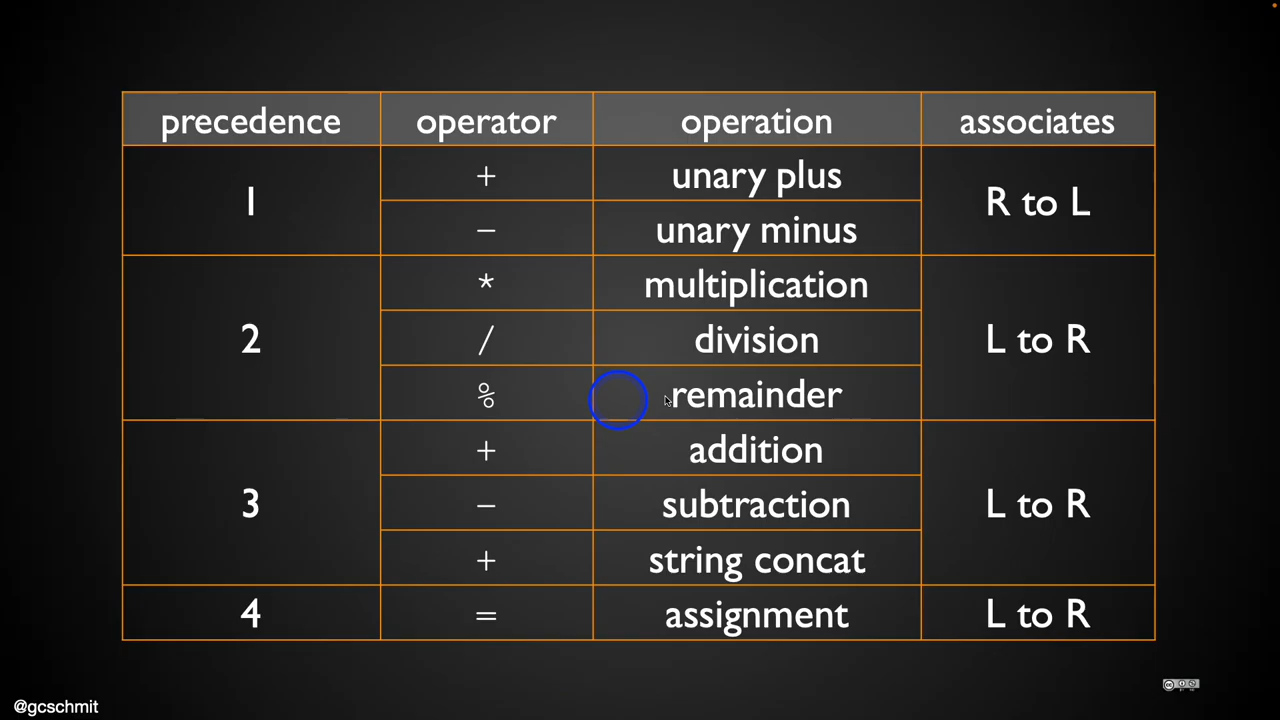 precedence operator operation associates
1 + unary plus R to L
− unary minus
2 * multiplication L to R
/ division
% remainder
3 + addition L to R
− subtraction
+ string concat
4 = assignment L to R
@gcschmit